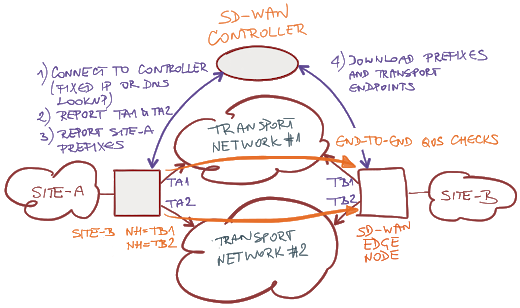 SD-WAN
CONTROLLER
1) CONNECT TO CONTROLLER
(FIXED IP OR DNS
LOOKUP)
2) REPORT TA1 & TA2
3) REPORT SITE-A
PREFIXES
4) DOWNLOAD PREFIXES
AND TRANSPORT
ENDPOINTS
TRANSPORT
NETWORK #1
END-TO-END QOS CHECKS
SITE-A
TA1
TA2
TB1
TB2
SITE-B
SITE-B NH=TB1
NH=TB2
TRANSPORT
NETWORK #2
SD-WAN
EDGE
NODE